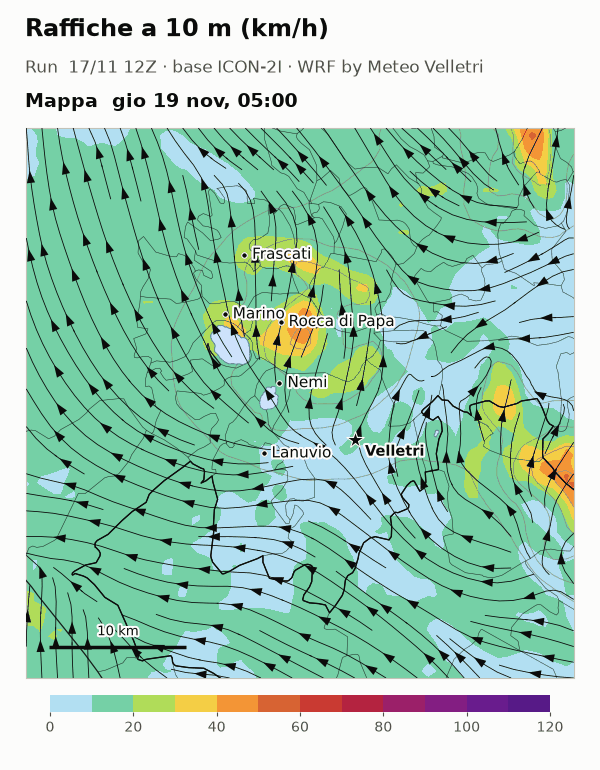 Raffiche a 10 m (km/h)
Run  17/11 12Z · base ICON-2I · WRF by Meteo Velletri
Mappa  gio 19 nov, 05:00
Frascati
Marino
Rocca di Papa
Nemi
Velletri
Lanuvio
10 km
0 20 40 60 80 100 120